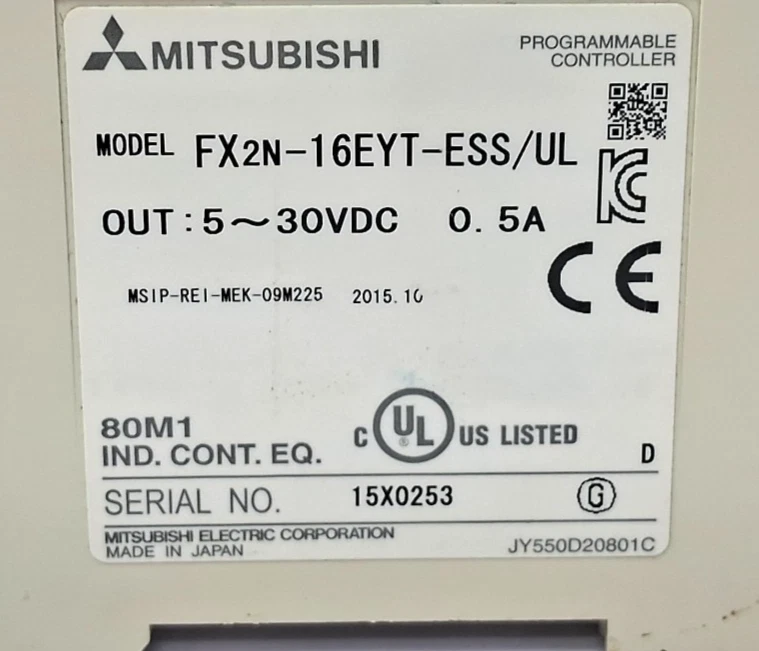 MITSUBISHI
PROGRAMMABLE
CONTROLLER
MODEL FX2N-16EYT-ESS/UL
OUT:5～30VDC 0.5A
MSIP-REI-MEK-09M225 2015.10
CE
80M1
IND. CONT. EQ.
C UL® US LISTED
D
SERIAL NO. 15X0253 G
MITSUBISHI ELECTRIC CORPORATION
MADE IN JAPAN
JY550D20801C